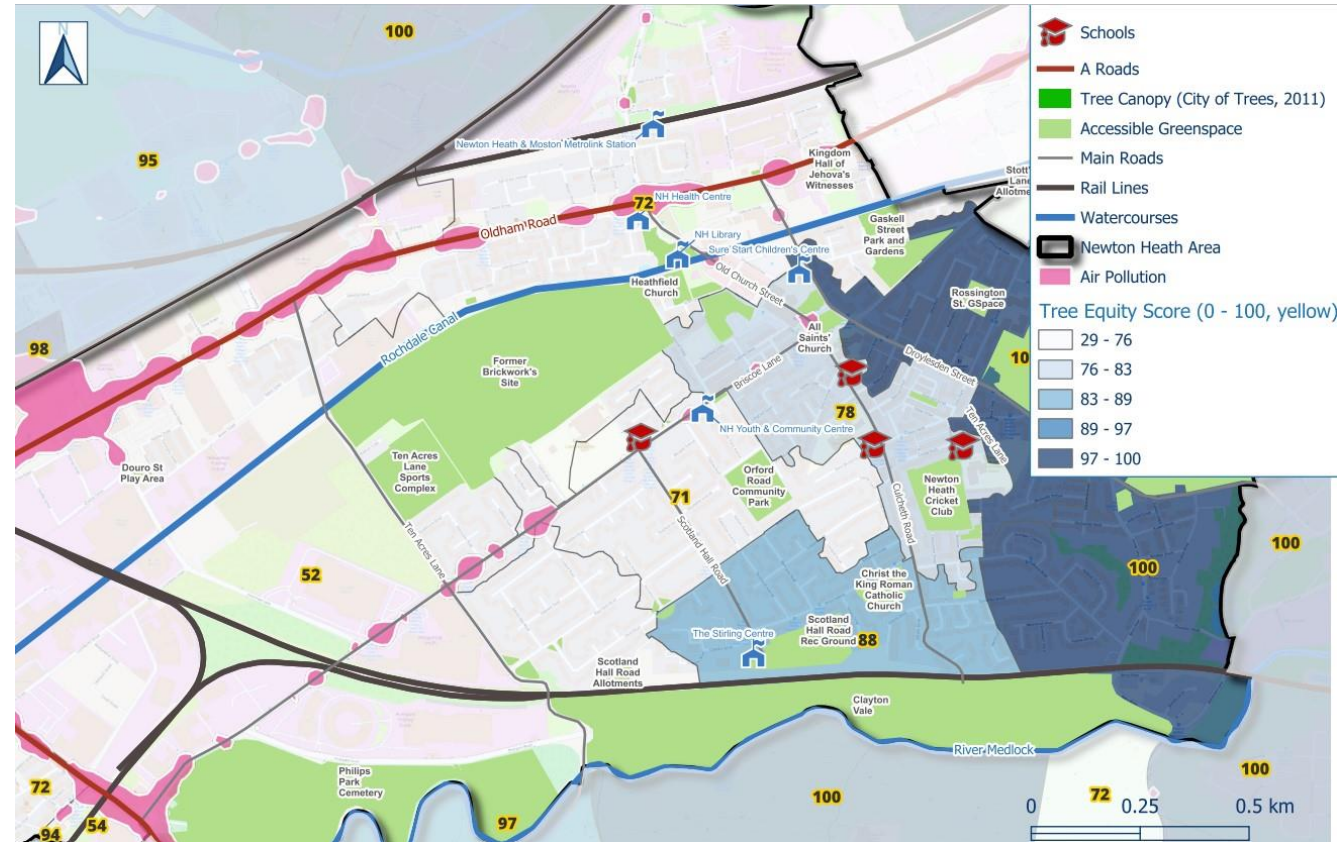 N
100
95
98
Newton Heath & Moston Metrolink Station
Kingdom
Hall of
Jehova's
Witnesses
72
NH Health Centre
Oldham Road
NH Library
Sure Start Children's Centre
Gaskell
Street
Park and
Gardens
Heathfield
Church
Old Church Street
Rochdale Canal
Rossington
St. GSpace
All
Saints'
Church
Droylesden Street
Former
Brickwork's
Site
Briscoe Lane
78
NH Youth & Community Centre
Ten Acres Lane
Douro St
Play Area
Ten Acres
Lane
Sports
Complex
Orford
Road
Community
Park
Newton
Heath
Cricket
Club
71
Scotland Hall Road
Culcheth Road
Ten Acres Lane
52
100
100
Christ the
King Roman
Catholic
Church
Scotland
Hall Road
Rec Ground
88
The Stirling Centre
Scotland
Hall Road
Allotments
Clayton
Vale
River Medlock
Philips
Park
Cemetery
72
54
94
97
100
72
100
0 0.25 0.5 km
Schools
A Roads
Tree Canopy (City of Trees, 2011)
Accessible Greenspace
Main Roads
Rail Lines
Watercourses
Newton Heath Area
Air Pollution
Tree Equity Score (0 - 100, yellow)
29 - 76
76 - 83
83 - 89
89 - 97
97 - 100